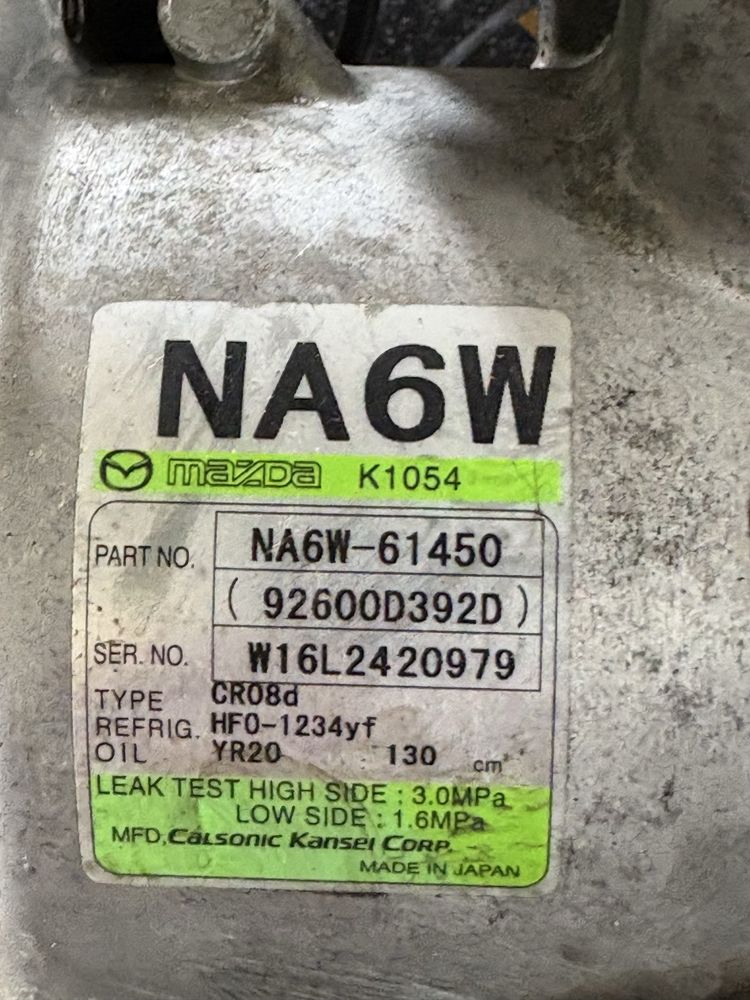 NA6W
mazda K1054
PART NO. NA6W-61450
( 92600D392D )
SER. NO. W16L2420979
TYPE CR08d
REFRIG. HFO-1234yf
OIL YR20 130 cm³
LEAK TEST HIGH SIDE : 3.0MPa
LOW SIDE : 1.6MPa
MFD. CALSONIC KANSEI CORP.
MADE IN JAPAN